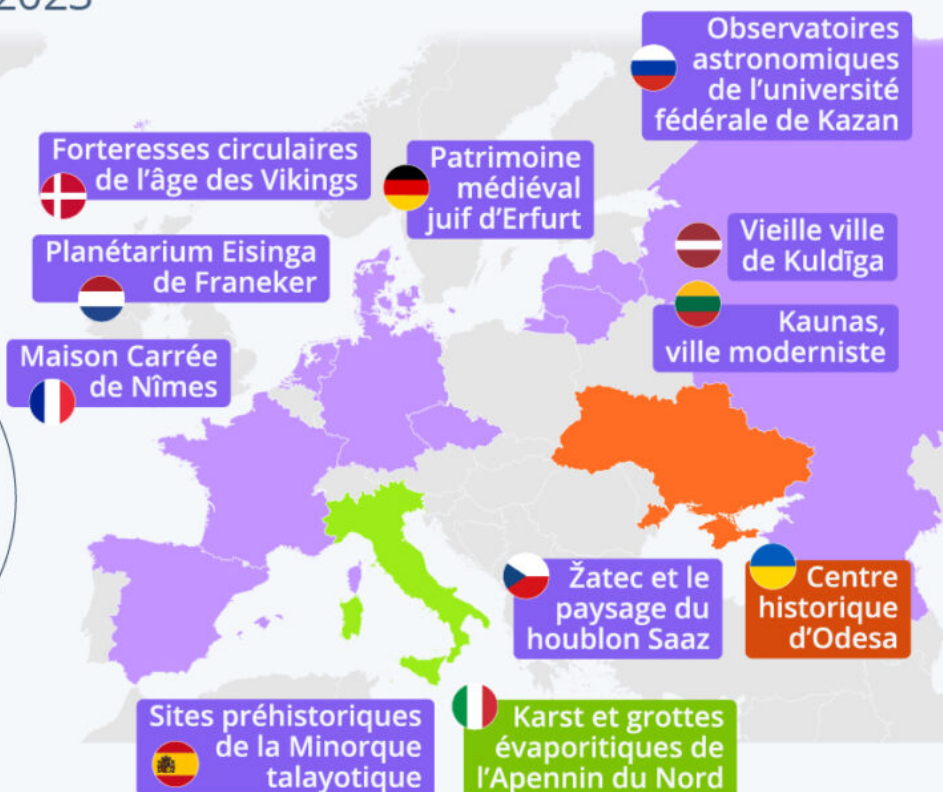 2023
Observatoires
astronomiques
de l'université
fédérale de Kazan
Forteresses circulaires
de l'âge des Vikings
Patrimoine
médiéval
juif d'Erfurt
Vieille ville
de Kuldīga
Planétarium Eisinga
de Franeker
Kaunas,
ville moderniste
Maison Carrée
de Nîmes
Žatec et le
paysage du
houblon Saaz
Centre
historique
d'Odesa
Sites préhistoriques
de la Minorque
talayotique
Karst et grottes
évaporitiques de
l'Apennin du Nord